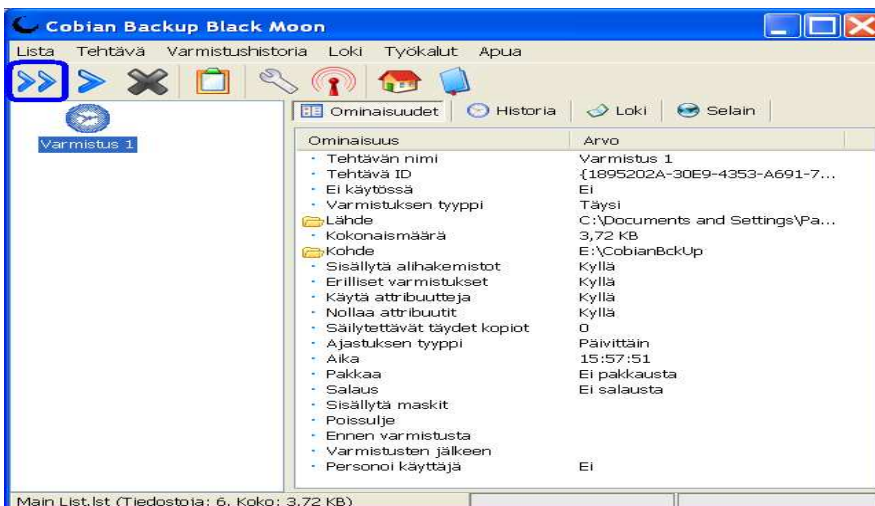 Cobian Backup Black Moon
Lista Tehtävä Varmistushistoria Loki Työkalut Apua
Varmistus 1
Ominaisuudet Historia Loki Selain
Ominaisuus Arvo
Tehtävän nimi Varmistus 1
Tehtävä ID {1895202A-30E9-4353-A691-7...
Ei käytössä Ei
Varmistuksen tyyppi Täysi
Lähde C:\Documents and Settings\Pa...
Kokonaismäärä 3,72 KB
Kohde E:\CobianBckUp
Sisällytä alihakemistot Kyllä
Erilliset varmistukset Kyllä
Käytä attribuutteja Kyllä
Nollaa attribuutit Kyllä
Säilytettävät täydet kopiot 0
Ajastuksen tyyppi Päivittäin
Aika 15:57:51
Pakkaa Ei pakkausta
Salaus Ei salausta
Sisällytä maskit
Poissulje
Ennen varmistusta
Varmistusten jälkeen
Personoi käyttäjä Ei
Main List.lst (Tiedostoja: 6. Koko: 3,72 KB)